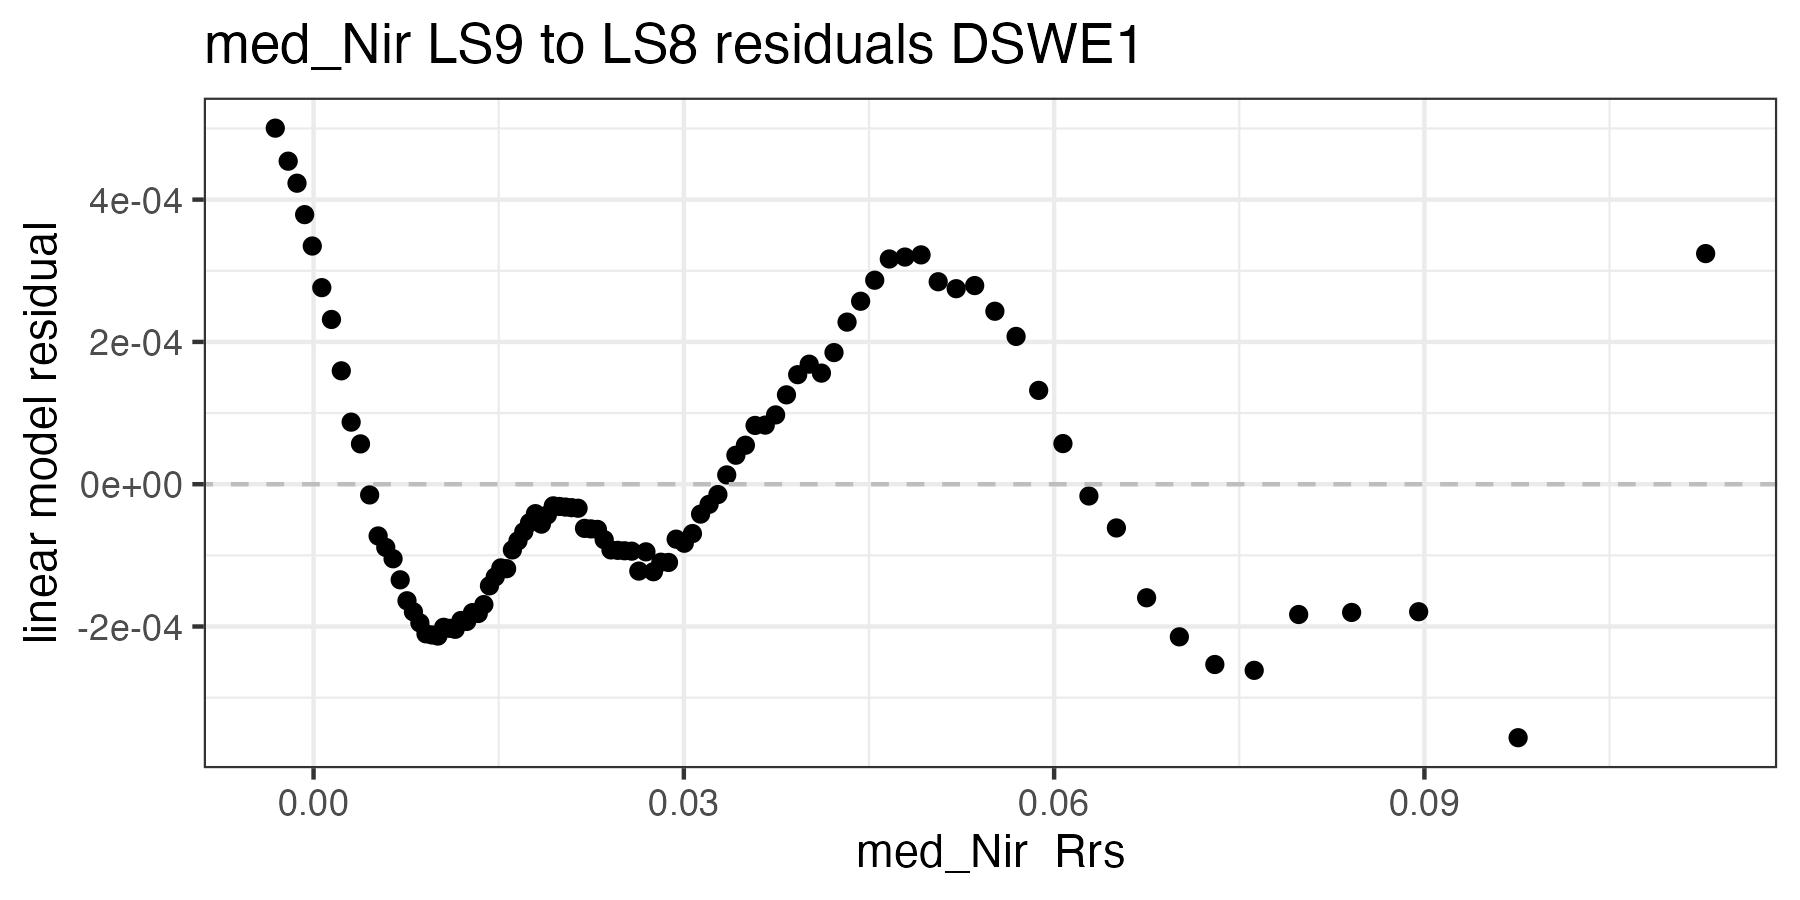 med_Nir LS9 to LS8 residuals DSWE1
linear model residual
4e-04
2e-04
0e+00
-2e-04
0.00 0.03 0.06 0.09
med_Nir  Rrs